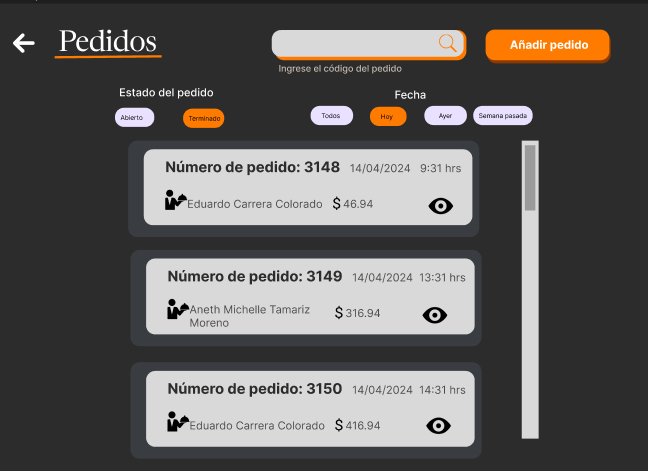 Pedidos
Añadir pedido
Ingrese el código del pedido
Estado del pedido
Fecha
Abierto
Terminado
Todos
Hoy
Ayer
Semana pasada
Número de pedido: 3148 14/04/2024 9:31 hrs
Eduardo Carrera Colorado $ 46.94
Número de pedido: 3149 14/04/2024 13:31 hrs
Aneth Michelle Tamariz $ 316.94
Moreno
Número de pedido: 3150 14/04/2024 14:31 hrs
Eduardo Carrera Colorado $ 416.94